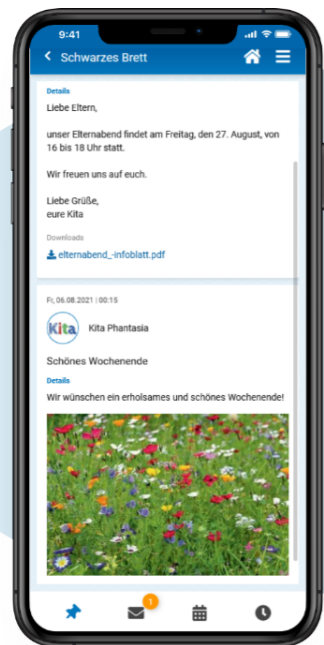 9:41
Schwarzes Brett
Details
Liebe Eltern,
unser Elternabend findet am Freitag, den 27. August, von
16 bis 18 Uhr statt.
Wir freuen uns auf euch.
Liebe Grüße,
eure Kita
Downloads
elternabend_-infoblatt.pdf
Fr, 06.08.2021 | 00:15
Kita
Kita Phantasia
Schönes Wochenende
Details
Wir wünschen ein erholsames und schönes Wochenende!
1